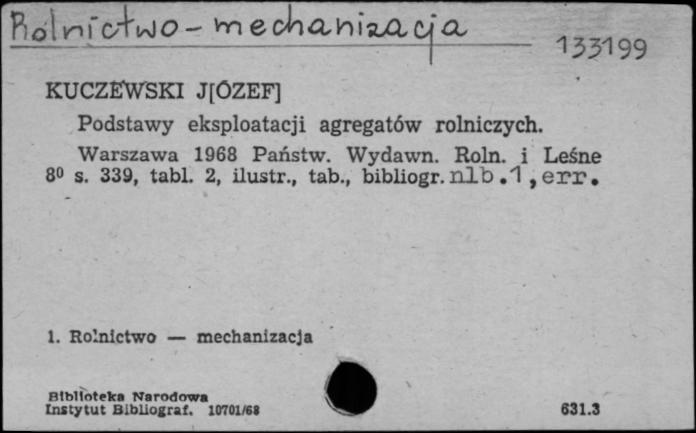 Rolnictwo - mechanizacja
133199
KUCZEWSKI J[ÓZEF]
Podstawy eksploatacji agregatów rolniczych.
Warszawa 1968 Państw. Wydawn. Roln. i Leśne
8⁰ s. 339, tabl. 2, ilustr., tab., bibliogr. nlb.1, err.
1. Rolnictwo — mechanizacja
Biblioteka Narodowa
Instytut Bibliograf. 10701/68
631.3